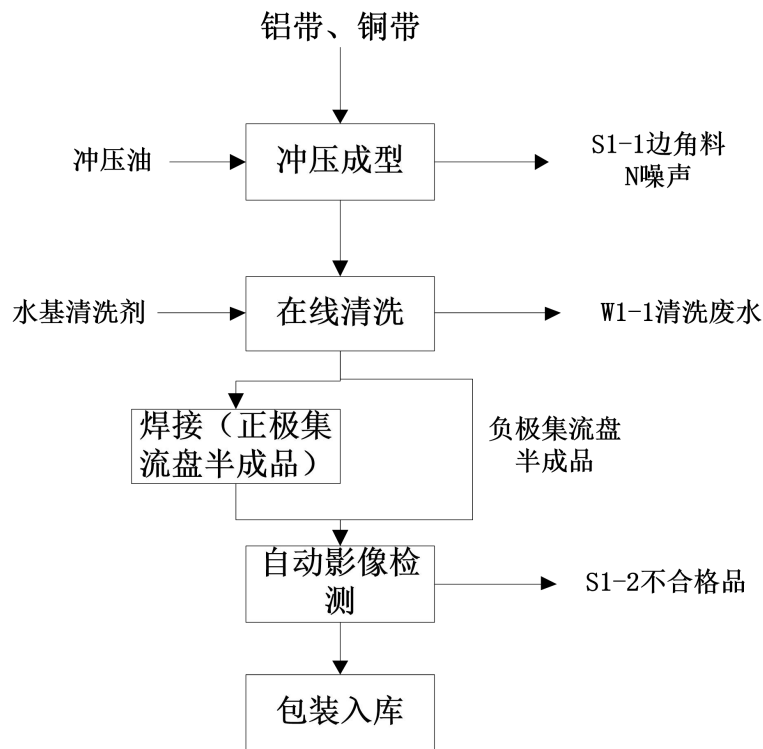 铝带、铜带
冲压油
冲压成型
S1-1边角料
N噪声
水基清洗剂
在线清洗
W1-1清洗废水
焊接（正极集
流盘半成品）
负极集流盘
半成品
自动影像检
测
S1-2不合格品
包装入库